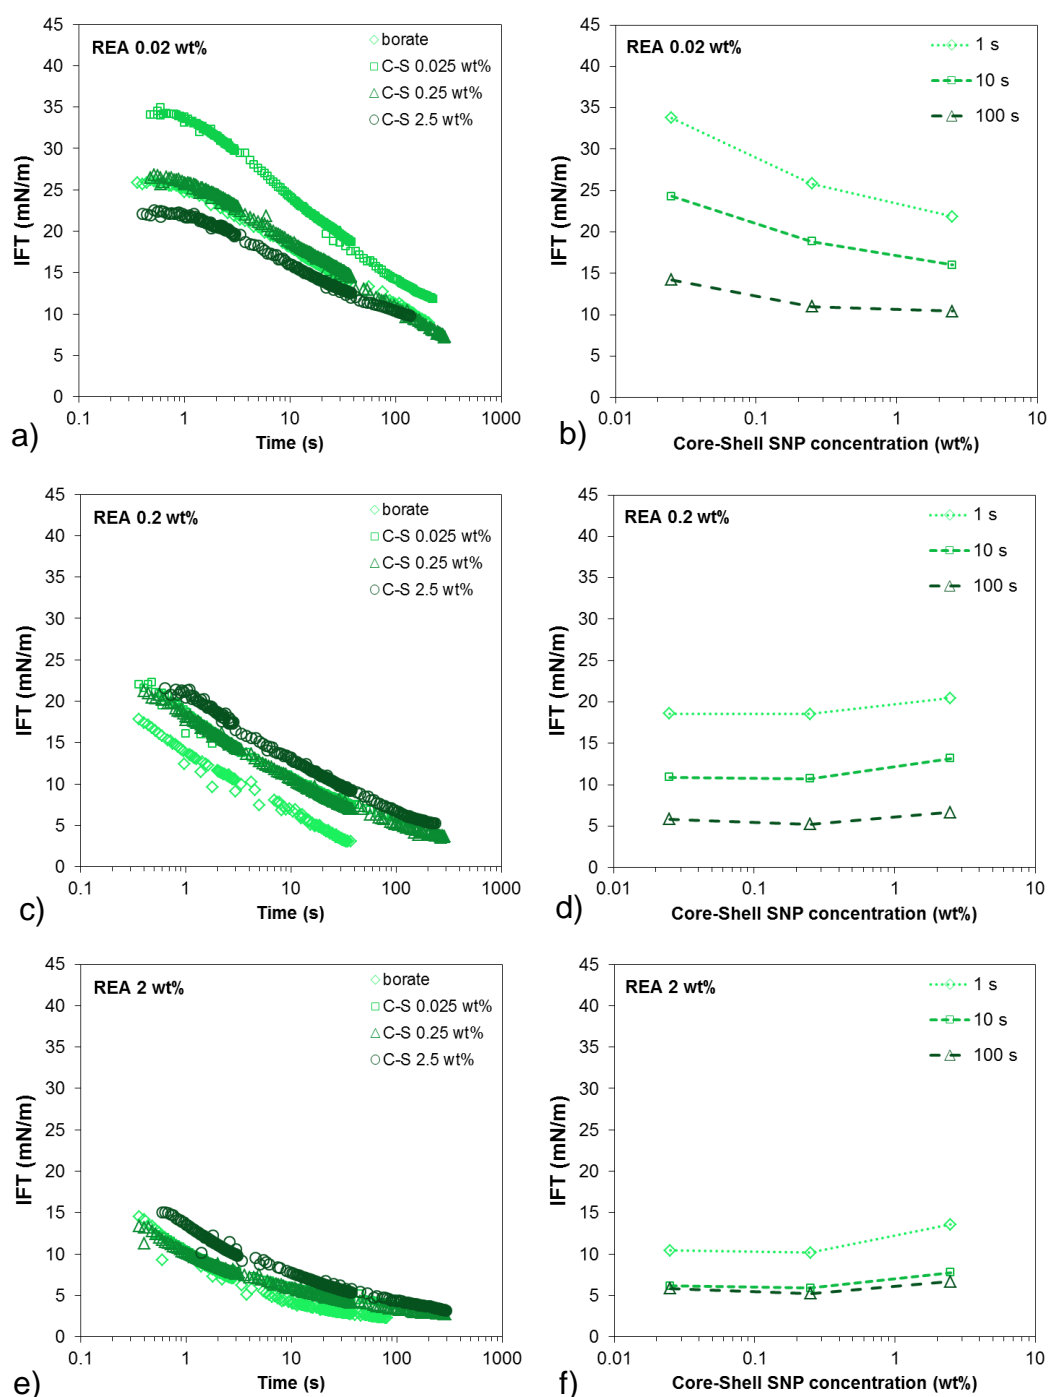 REA 0.02 wt%
borate
C-S 0.025 wt%
C-S 0.25 wt%
C-S 2.5 wt%
45
40
35
30
25
20
15
10
5
0
IFT (mN/m)
0.1 1 10 100 1000
Time (s)
a)
REA 0.02 wt%
1 s
10 s
100 s
45
40
35
30
25
20
15
10
5
0
IFT (mN/m)
0.01 0.1 1 10
Core-Shell SNP concentration (wt%)
b)
REA 0.2 wt%
borate
C-S 0.025 wt%
C-S 0.25 wt%
C-S 2.5 wt%
45
40
35
30
25
20
15
10
5
0
IFT (mN/m)
0.1 1 10 100 1000
Time (s)
c)
REA 0.2 wt%
1 s
10 s
100 s
45
40
35
30
25
20
15
10
5
0
IFT (mN/m)
0.01 0.1 1 10
Core-Shell SNP concentration (wt%)
d)
REA 2 wt%
borate
C-S 0.025 wt%
C-S 0.25 wt%
C-S 2.5 wt%
45
40
35
30
25
20
15
10
5
0
IFT (mN/m)
0.1 1 10 100 1000
Time (s)
e)
REA 2 wt%
1 s
10 s
100 s
45
40
35
30
25
20
15
10
5
0
IFT (mN/m)
0.01 0.1 1 10
Core-Shell SNP concentration (wt%)
f)